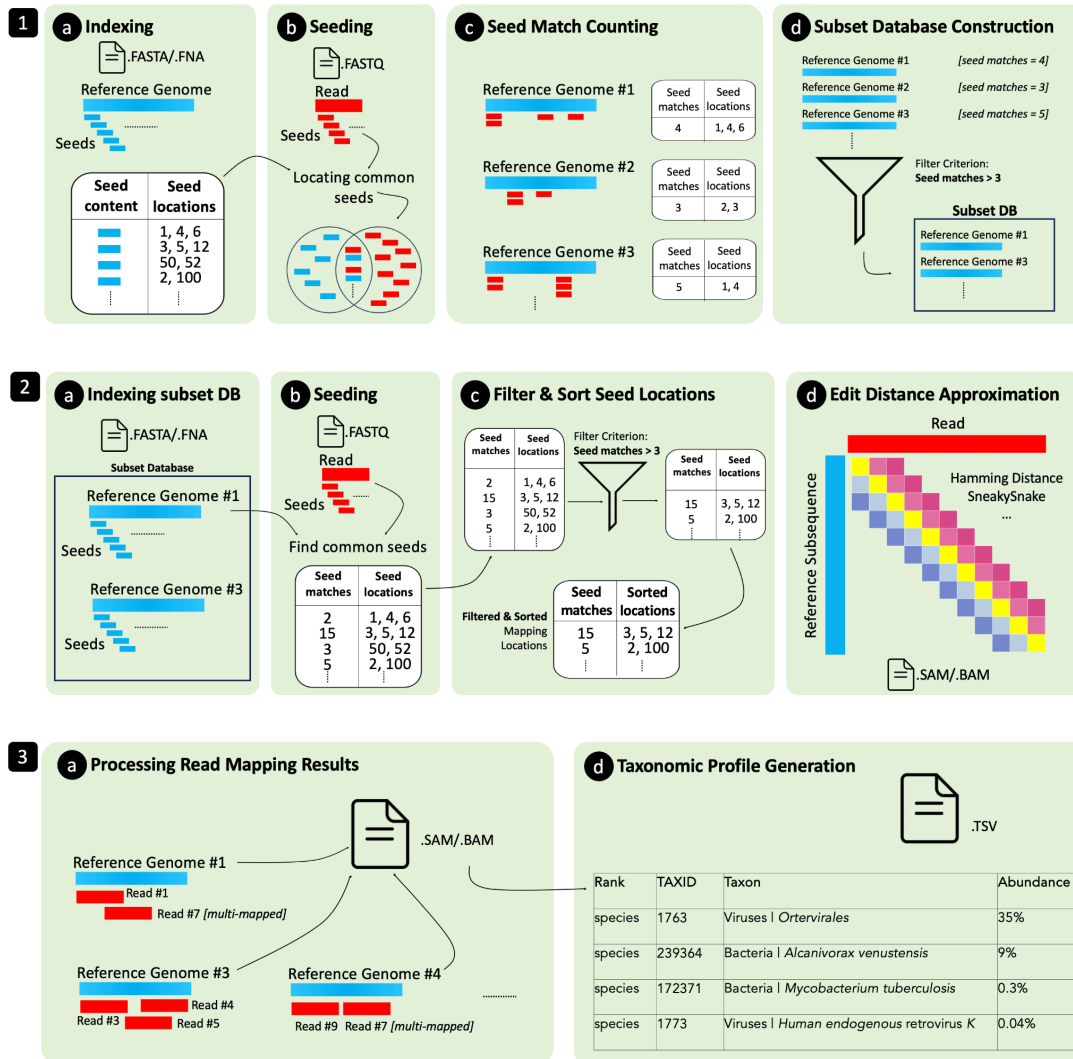 1
a Indexing
.FASTA/.FNA
Reference Genome
Seeds
Seed content
Seed locations
1, 4, 6
3, 5, 12
50, 52
2, 100
b Seeding
.FASTQ
Read
Seeds
Locating common
seeds
c Seed Match Counting
Reference Genome #1
Seed matches
Seed locations
4
1, 4, 6
Reference Genome #2
Seed matches
Seed locations
3
2, 3
Reference Genome #3
Seed matches
Seed locations
5
1, 4
d Subset Database Construction
Reference Genome #1 [seed matches = 4]
Reference Genome #2 [seed matches = 3]
Reference Genome #3 [seed matches = 5]
Filter Criterion:
Seed matches > 3
Subset DB
Reference Genome #1
Reference Genome #3
2
a Indexing subset DB
.FASTA/.FNA
Subset Database
Reference Genome #1
Seeds
Reference Genome #3
Seeds
b Seeding
.FASTQ
Read
Seeds
Find common seeds
Seed matches
Seed locations
2 1, 4, 6
15 3, 5, 12
3 50, 52
5 2, 100
c Filter & Sort Seed Locations
Seed matches
Seed locations
2 1, 4, 6
15 3, 5, 12
3 50, 52
5 2, 100
Filter Criterion:
Seed matches > 3
Seed matches
Seed locations
15 3, 5, 12
5 2, 100
Filtered & Sorted
Mapping
Locations
Seed matches
Sorted locations
15 3, 5, 12
5 2, 100
d Edit Distance Approximation
Read
Reference Subsequence
Hamming Distance
SneakySnake
...
.SAM/.BAM
3
a Processing Read Mapping Results
.SAM/.BAM
Reference Genome #1
Read #1
Read #7 [multi-mapped]
Reference Genome #3
Read #4
Read #3
Read #5
Reference Genome #4
Read #9 Read #7 [multi-mapped]
d Taxonomic Profile Generation
.TSV
Rank TAXID Taxon Abundance
species 1763 Viruses | Ortervirales 35%
species 239364 Bacteria | Alcanivorax venustensis 9%
species 172371 Bacteria | Mycobacterium tuberculosis 0.3%
species 1773 Viruses | Human endogenous retrovirus K 0.04%